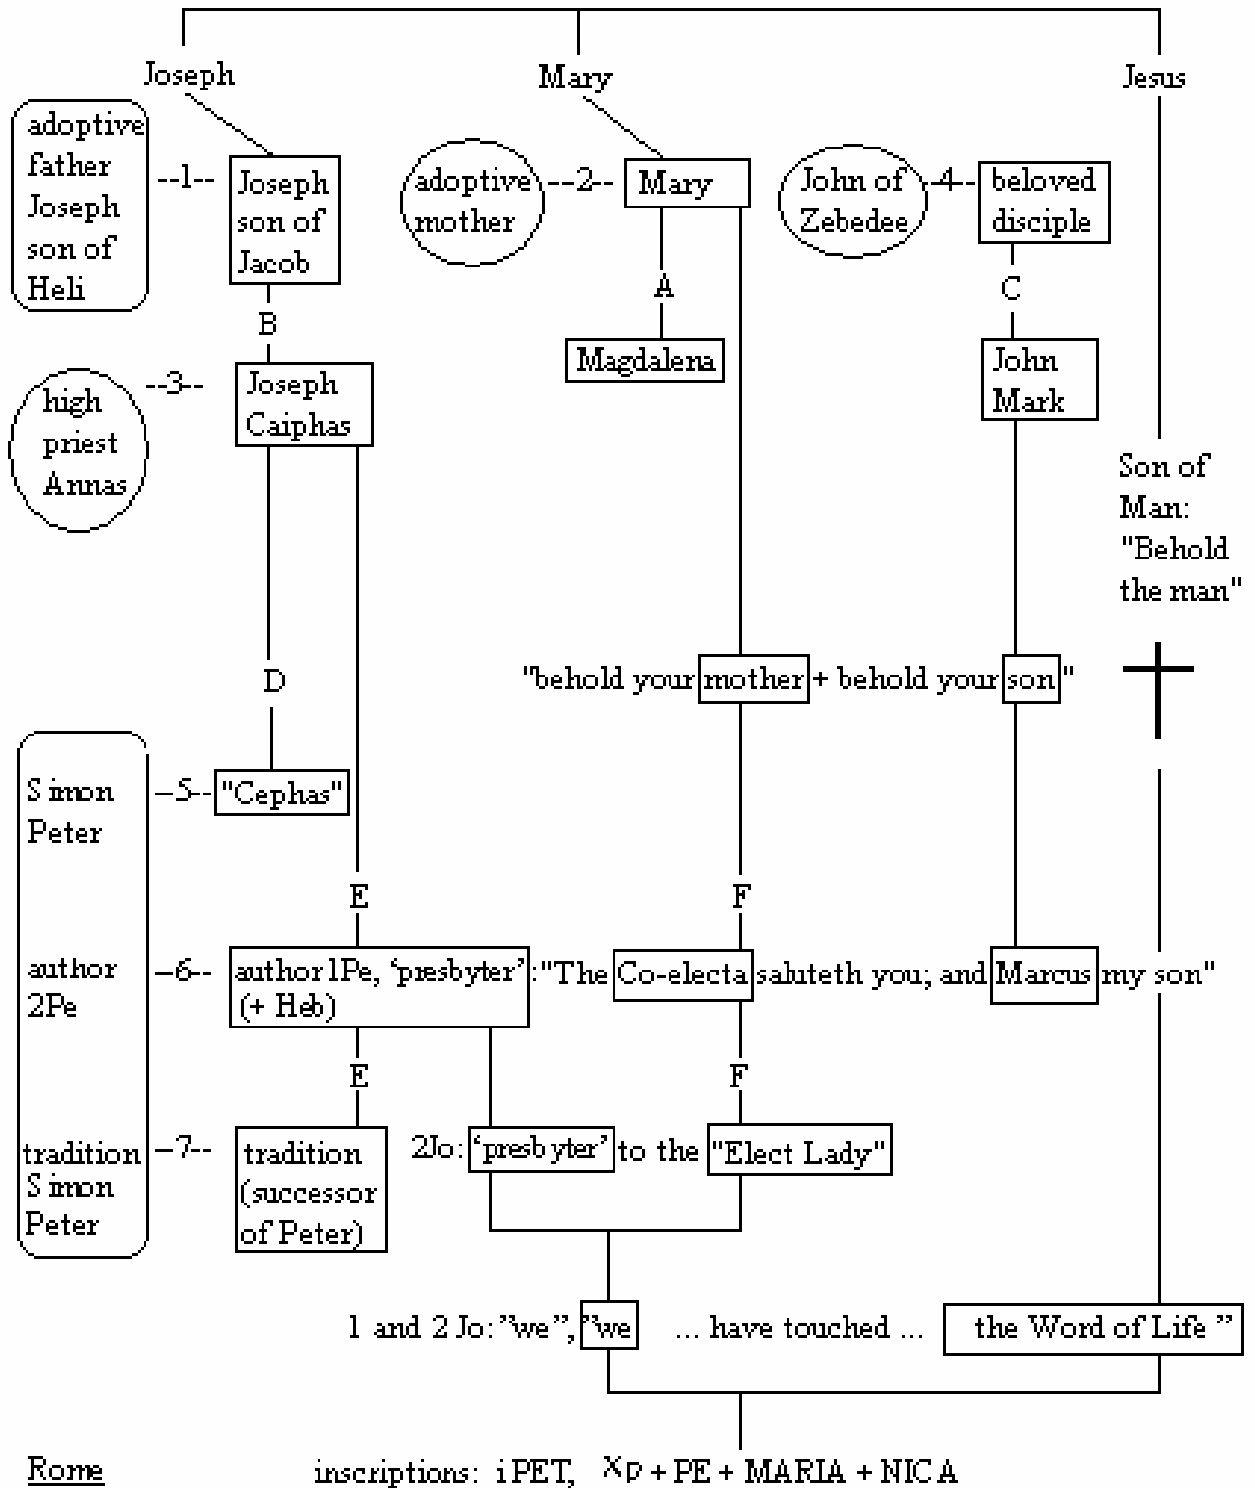 Joseph
Mary
Jesus
adoptive
father
Joseph
son of
Heli
--1--
Joseph
son of
Jacob
adoptive
mother
--2--
Mary
John of
Zebedee
-4--
beloved
disciple
B
A
C
Magdalena
John
Mark
high
priest
Annas
--3--
Joseph
Caiphas
Son of
Man:
"Behold
the man"
D
"behold your mother + behold your son"
Simon
Peter
--5--
"Cephas"
E
F
author
2Pe
--6--
author1Pe, ‘presbyter’:"The Co-electa saluteth you; and Marcus my son"
(+ Heb)
E
F
tradition
Simon
Peter
--7--
tradition
(successor
of Peter)
2Jo: ‘presbyter’ to the "Elect Lady"
1 and 2 Jo: ”we”, ”we ... have touched ... the Word of Life ”
Rome
inscriptions: i PET, XP + PE + MARIA + NICA